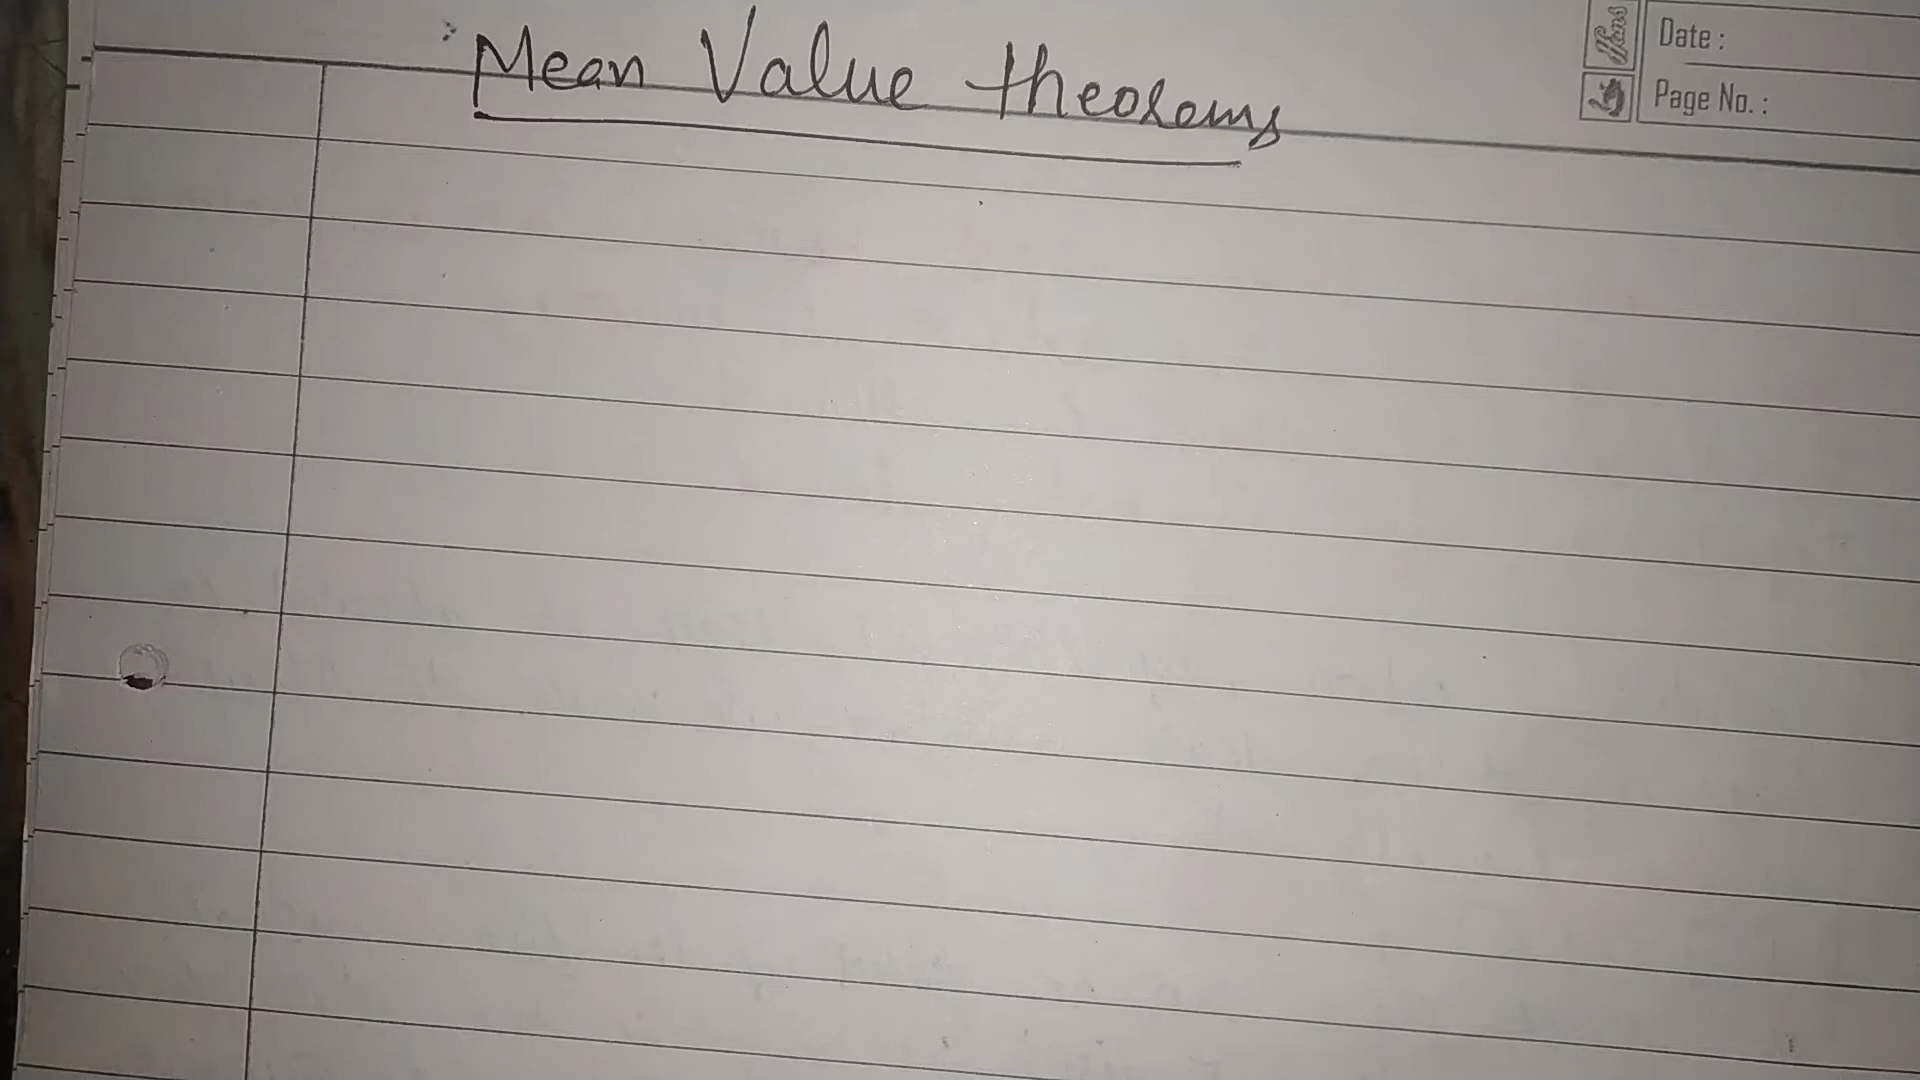 Mean Value theorems
Date :
Page No. :